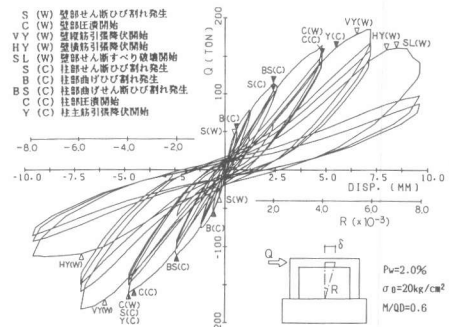 S (W) 壁部せん断ひび割れ発生
C (W) 壁部圧潰開始
VY (W) 壁縦筋引張降伏開始
HY (W) 壁横筋引張降伏開始
SL (W) 壁部せん断すべり破壊開始
S (C) 柱部せん断ひび割れ発生
B (C) 柱部曲げひび割れ発生
BS (C) 柱部曲げせん断ひび割れ発生
C (C) 柱部圧潰開始
Y (C) 柱主筋引張降伏開始
Q (TON)
200
C(W)
C(C)
Y(C)
VY(W)
HY(W)
SL(W)
BS(C)
S(C)
B(C)
S(W)
-8.0
-6.0
-4.0
-10.0
-7.5
-5.0
2.5
5.0
7.5
10.0
DISP. (MM)
2.0
4.0
6.0
8.0
R (×10⁻³)
S(W)
B(C)
BS(C)
HY(W)
VY(W)
C(C)
C(W)
S(C)
Y(C)
-100
200
Q
δ
R
Pw=2.0%
σ₀=20kg/cm²
M/QD=0.6